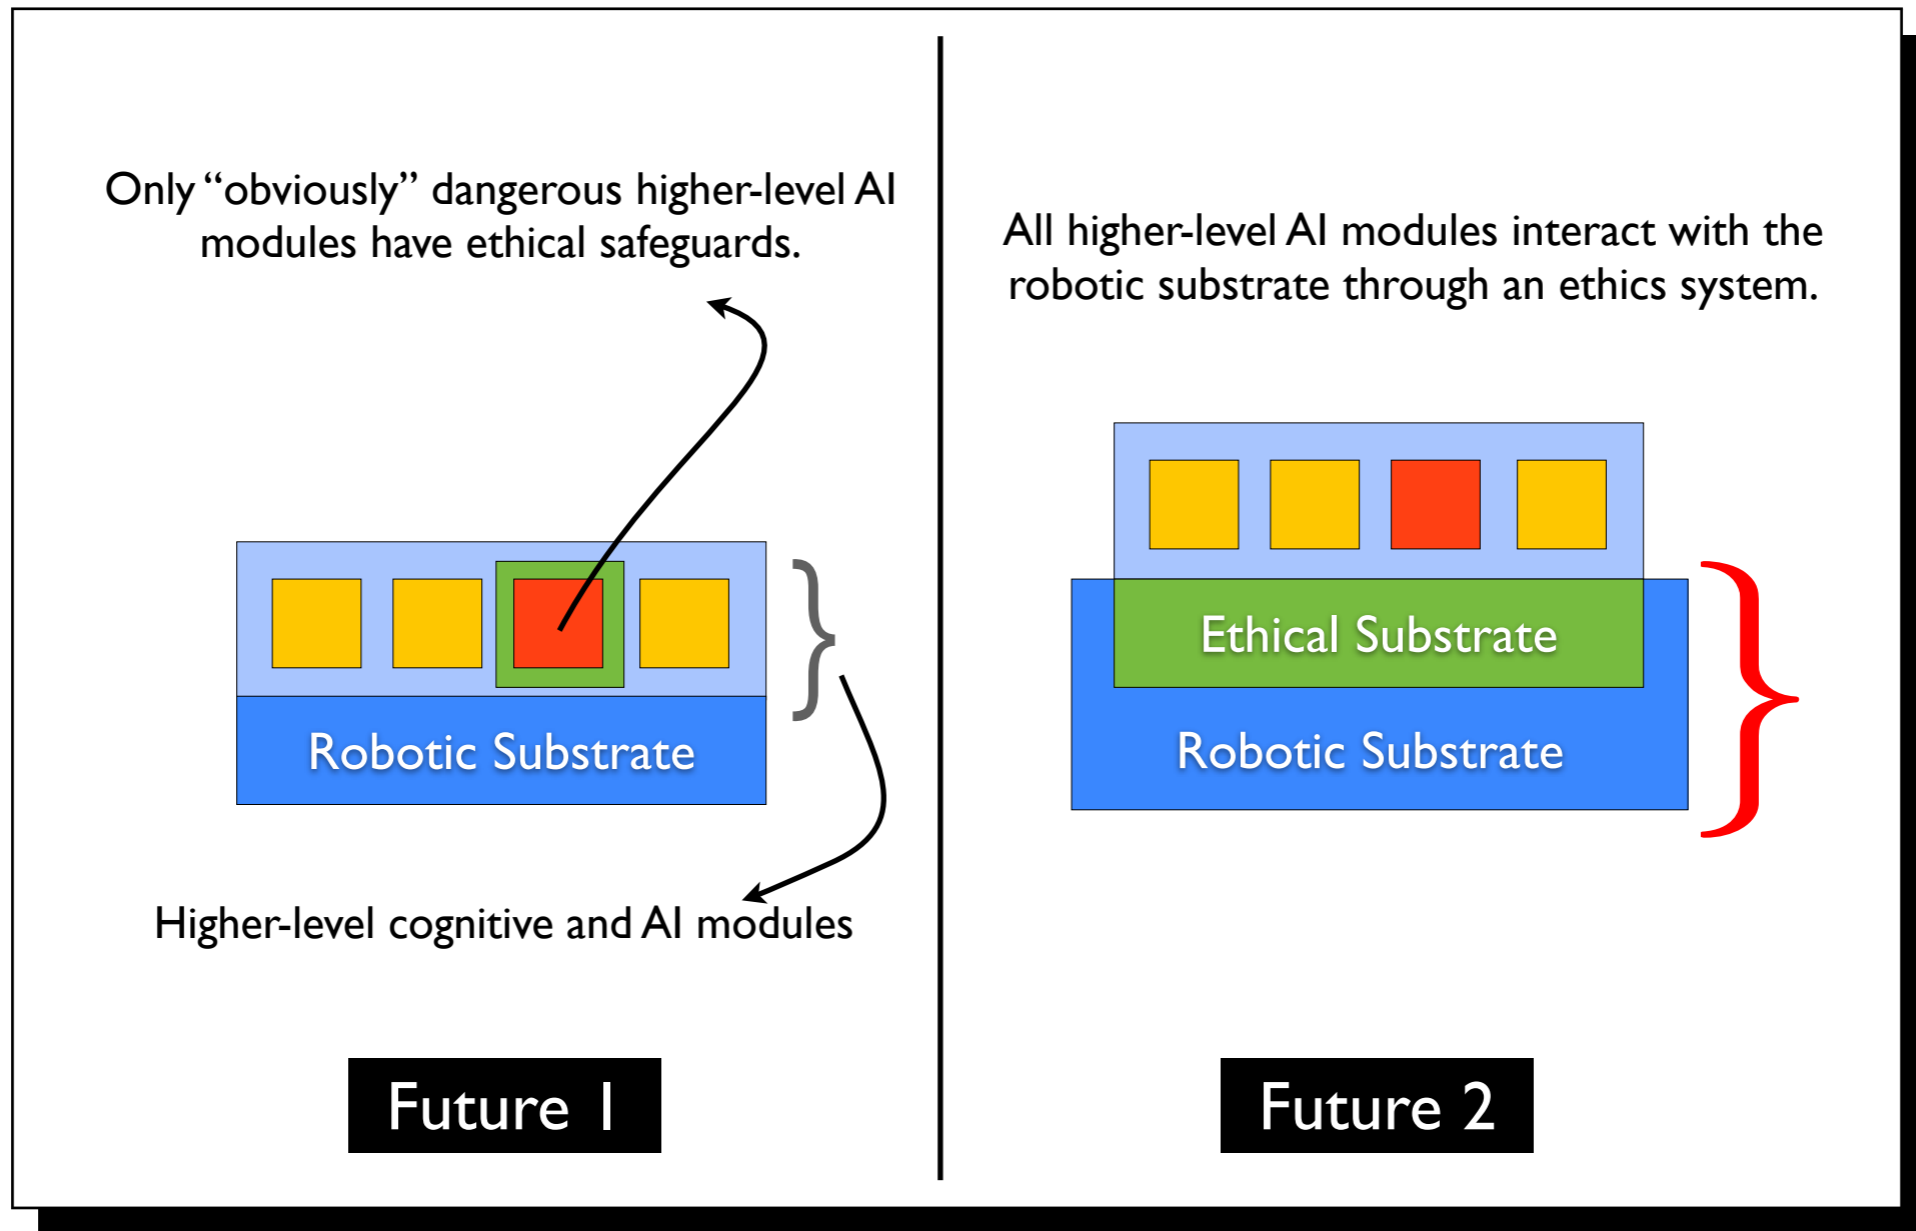 Only “obviously” dangerous higher-level AI
modules have ethical safeguards.
Robotic Substrate
Higher-level cognitive and AI modules
Future 1
All higher-level AI modules interact with the
robotic substrate through an ethics system.
Ethical Substrate
Robotic Substrate
Future 2